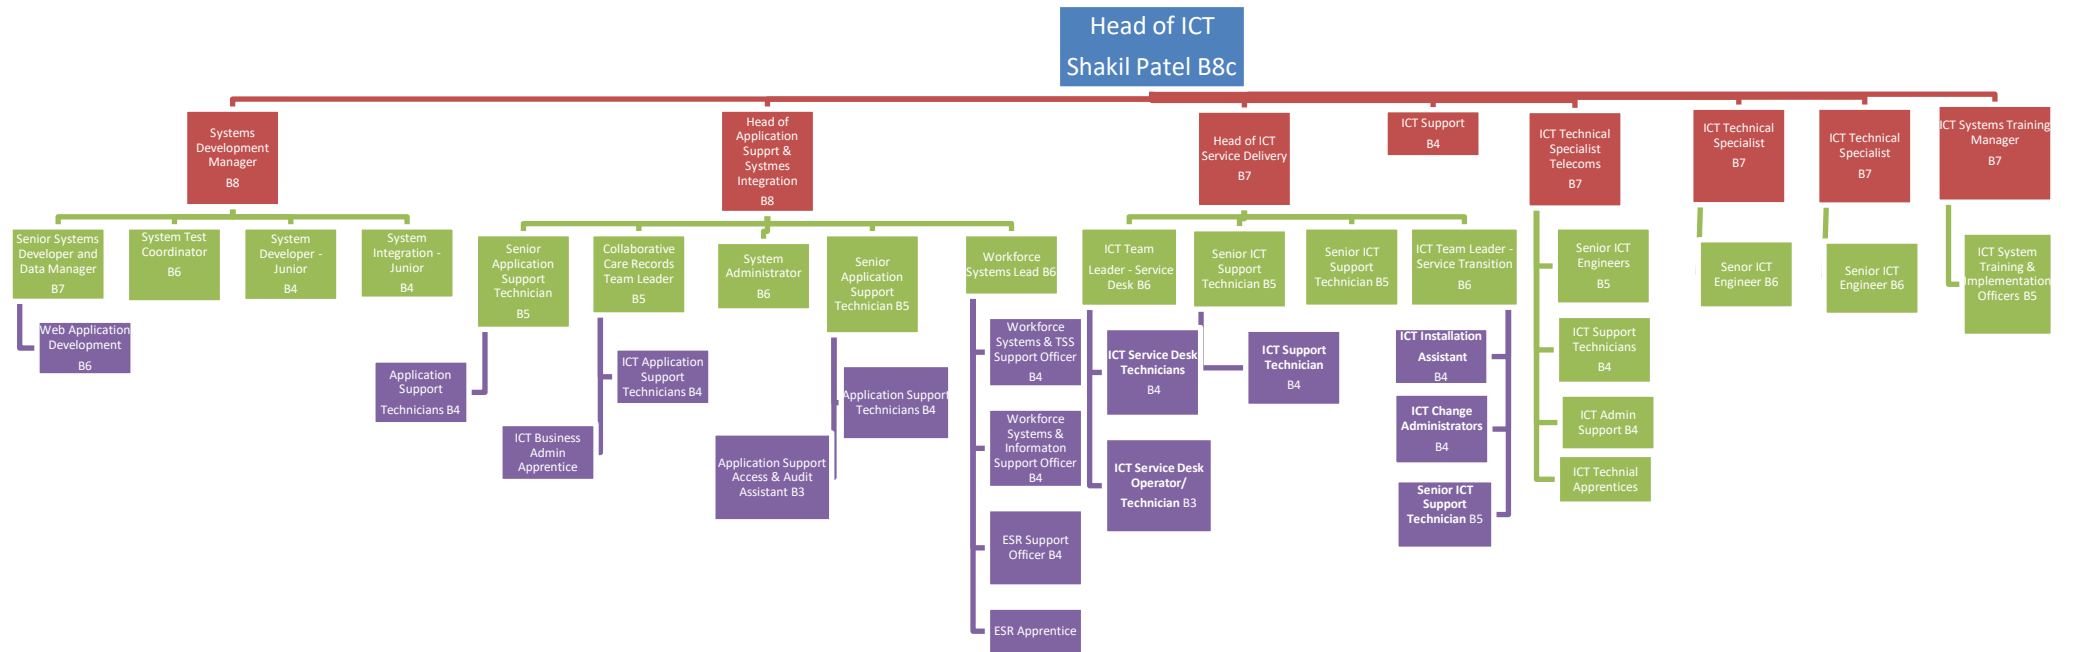 Head of ICT
Shakil Patel B8c
Systems
Development
Manager
B8
Head of
Application
Supprt &
Systmes
Integration
B8
Head of ICT
Service Delivery
B7
ICT Support
B4
ICT Technical
Specialist
Telecoms
B7
ICT Technical
Specialist
B7
ICT Technical
Specialist
B7
ICT Systems Training
Manager
B7
Senior Systems
Developer and
Data Manager
B7
System Test
Coordinator
B6
System
Developer -
Junior
B4
System
Integration -
Junior
B4
Senior
Application
Support
Technician
B5
Collaborative
Care Records
Team Leader
B5
System
Administrator
B6
Senior
Application
Support
Technician B5
Workforce
Systems Lead B6
ICT Team
Leader - Service
Desk B6
Senior ICT
Support
Technician B5
Senior ICT
Support
Technician B5
ICT Team Leader -
Service Transition
B6
Senior ICT
Engineers
B5
Senor ICT
Engineer B6
Senior ICT
Engineer B6
ICT System
Training &
Implementation
Officers B5
Web Application
Development
B6
Application
Support
Technicians B4
ICT Application
Support
Technicians B4
ICT Business
Admin
Apprentice
Application Support
Technicians B4
Application Support
Access & Audit
Assistant B3
Workforce
Systems & TSS
Support Officer
B4
Workforce
Systems &
Informaton
Support Officer
B4
ESR Support
Officer B4
ESR Apprentice
ICT Service Desk
Technicians
B4
ICT Service Desk
Operator/
Technician B3
ICT Support
Technician
B4
ICT Installation
Assistant
B4
ICT Change
Administrators
B4
Senior ICT
Support
Technician B5
ICT Support
Technicians
B4
ICT Admin
Support B4
ICT Technial
Apprentices